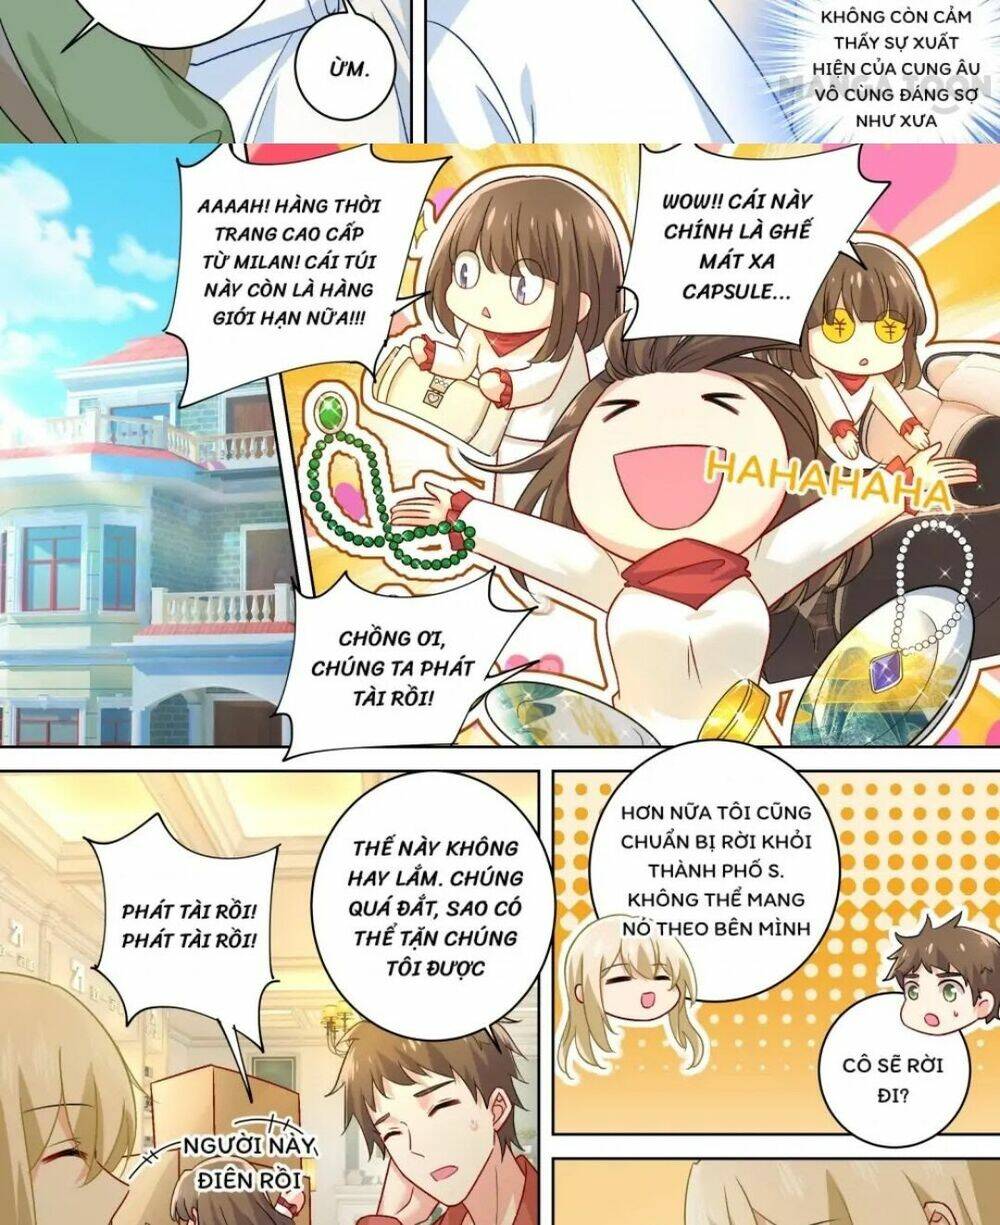 ỪM.
KHÔNG CÒN CẢM
THẤY SỰ XUẤT
HIỆN CỦA CUNG ÂU
VÔ CÙNG ĐÁNG SỢ
NHƯ XƯA
MANGA TOON
AAAAH! HÀNG THỜI
TRANG CAO CẤP
TỪ MILAN! CÁI TÚI
NÀY CÒN LÀ HÀNG
GIỚI HẠN NỮA!!!
WOW!! CÁI NÀY
CHÍNH LÀ GHẾ
MÁT XA
CAPSULE...
HAHAHAHA
CHỒNG ƠI,
CHÚNG TA PHÁT
TÀI RỒI!
PHÁT TÀI RỒI!
PHÁT TÀI RỒI!
THẾ NÀY KHÔNG
HAY LẮM. CHÚNG
QUÁ ĐẮT, SAO CÓ
THỂ TẶN CHÚNG
TÔI ĐƯỢC
NGƯỜI NÀY
ĐIÊN RỒI
HƠN NỮA TÔI CŨNG
CHUẨN BỊ RỜI KHỎI
THÀNH PHỐ S.
KHÔNG THỂ MANG
NÓ THEO BÊN MÌNH
CÔ SẼ RỜI
ĐI?